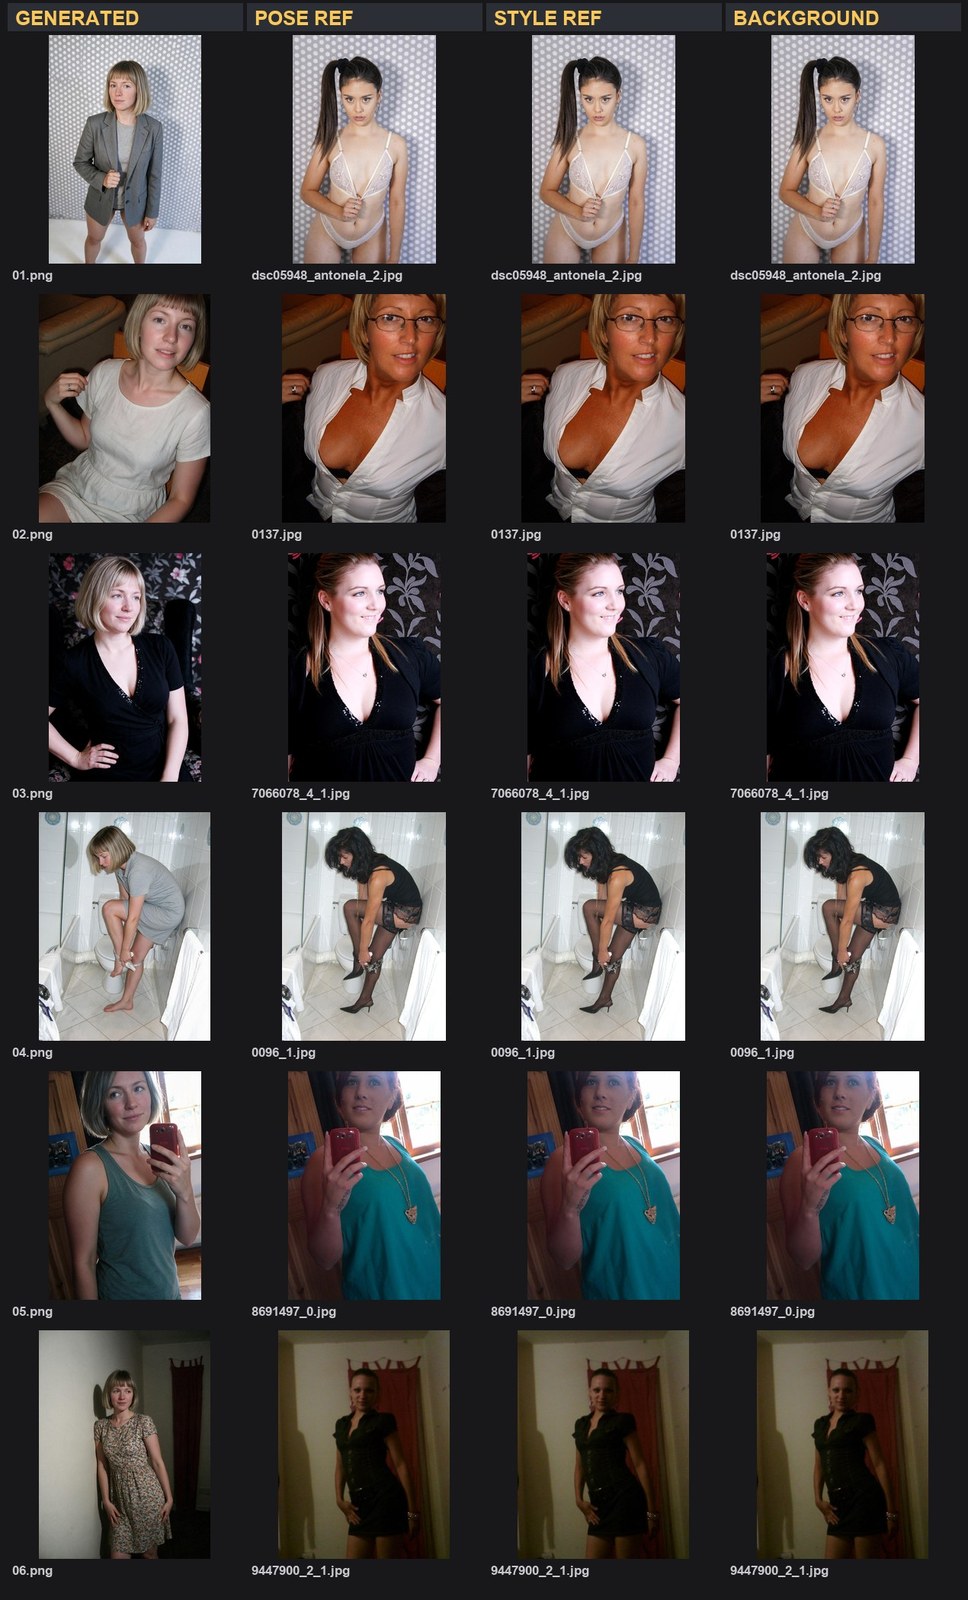 GENERATED POSE REF STYLE REF BACKGROUND
01.png dsc05948_antonela_2.jpg dsc05948_antonela_2.jpg dsc05948_antonela_2.jpg
02.png 0137.jpg 0137.jpg 0137.jpg
03.png 7066078_4_1.jpg 7066078_4_1.jpg 7066078_4_1.jpg
04.png 0096_1.jpg 0096_1.jpg 0096_1.jpg
05.png 8691497_0.jpg 8691497_0.jpg 8691497_0.jpg
06.png 9447900_2_1.jpg 9447900_2_1.jpg 9447900_2_1.jpg